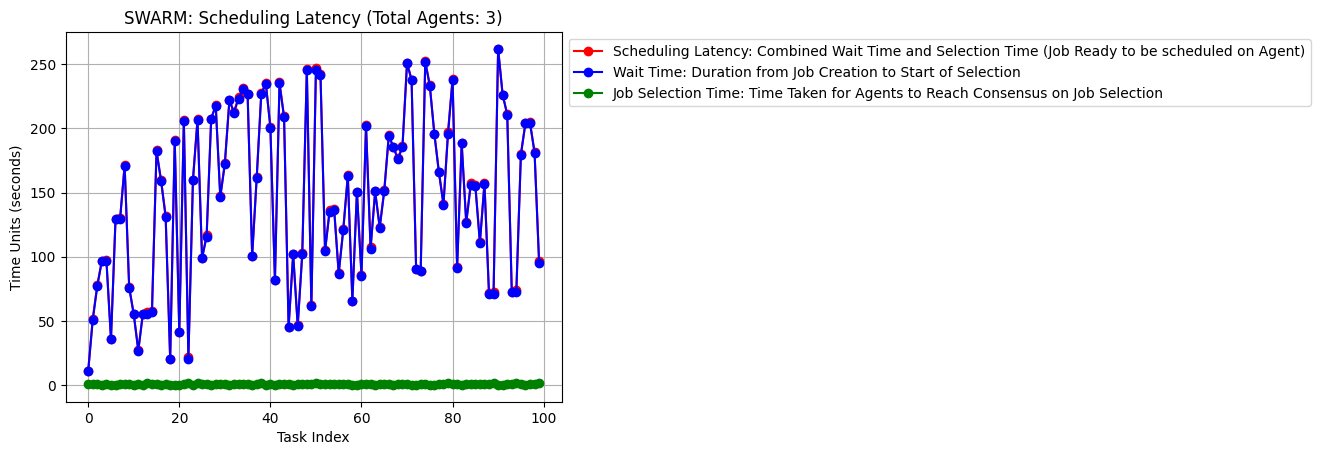 SWARM: Scheduling Latency (Total Agents: 3)
Scheduling Latency: Combined Wait Time and Selection Time (Job Ready to be scheduled on Agent)
Wait Time: Duration from Job Creation to Start of Selection
Job Selection Time: Time Taken for Agents to Reach Consensus on Job Selection
Time Units (seconds)
250
200
150
100
50
0
0 20 40 60 80 100
Task Index